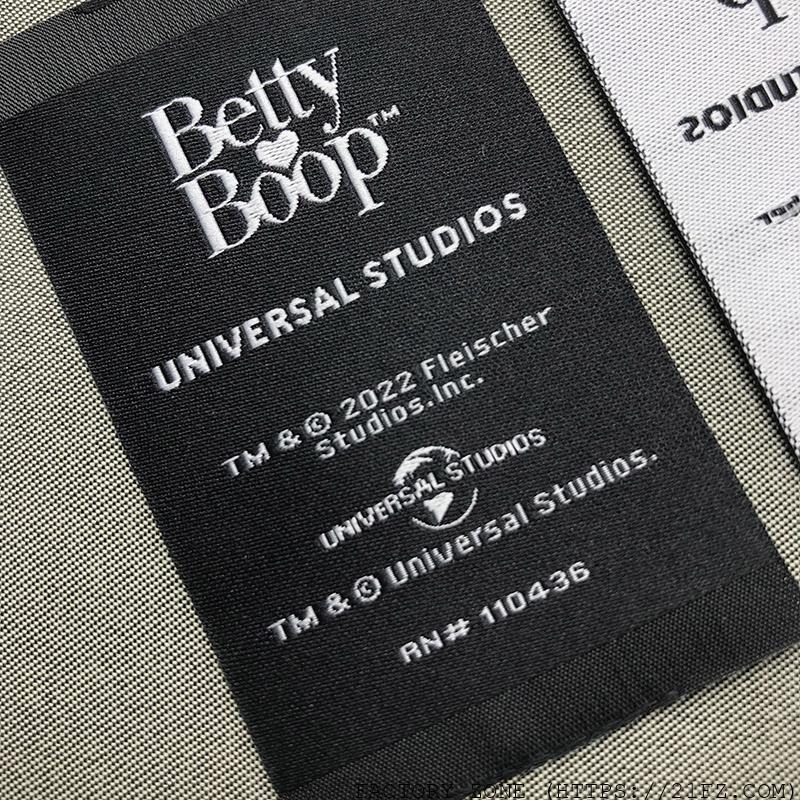 Betty
Boop™
UNIVERSAL STUDIOS
TM & © 2022 Fleischer
Studios.Inc.
UNIVERSAL STUDIOS
TM & © Universal Studios.
RN# 110436
FACTORY ZONE (HTTPS://21FZ.COM)